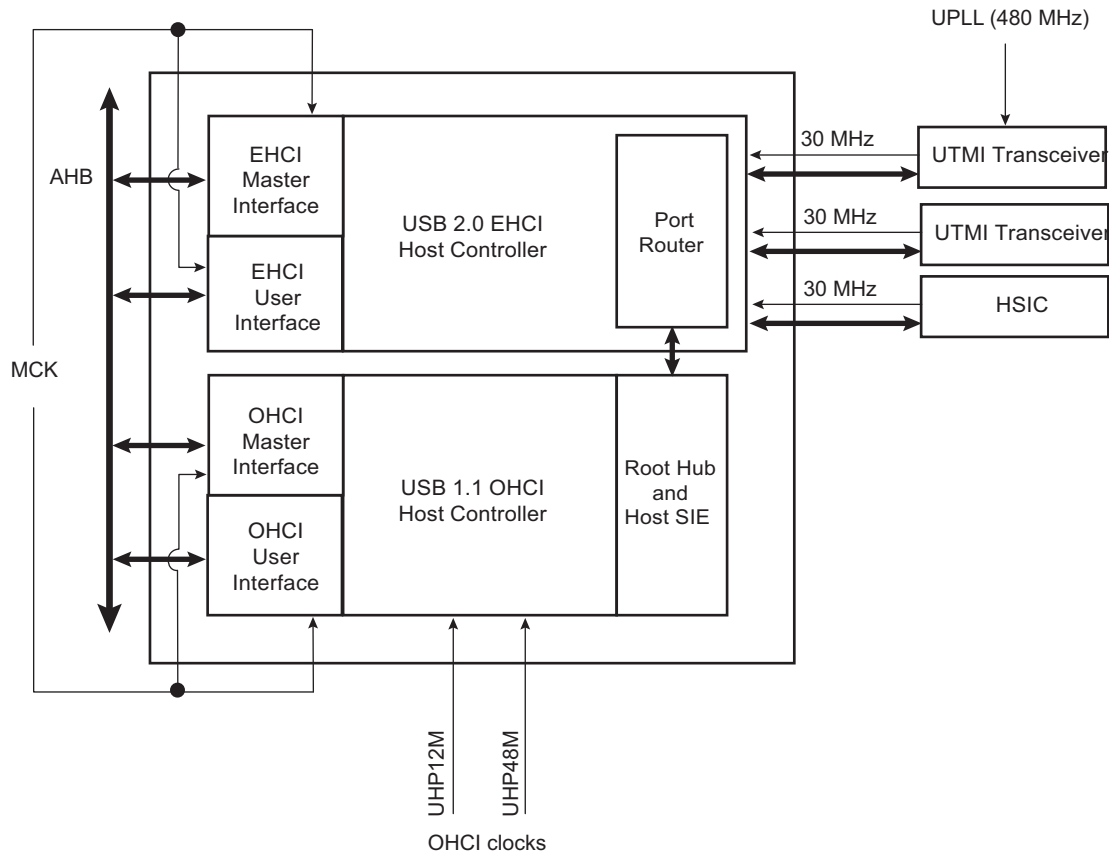 UPLL (480 MHz)
AHB
MCK
EHCI
Master
Interface
EHCI
User
Interface
USB 2.0 EHCI
Host Controller
Port
Router
30 MHz
UTMI Transceiver
30 MHz
UTMI Transceiver
30 MHz
HSIC
OHCI
Master
Interface
OHCI
User
Interface
USB 1.1 OHCI
Host Controller
Root Hub
and
Host SIE
UHP12M
UHP48M
OHCI clocks